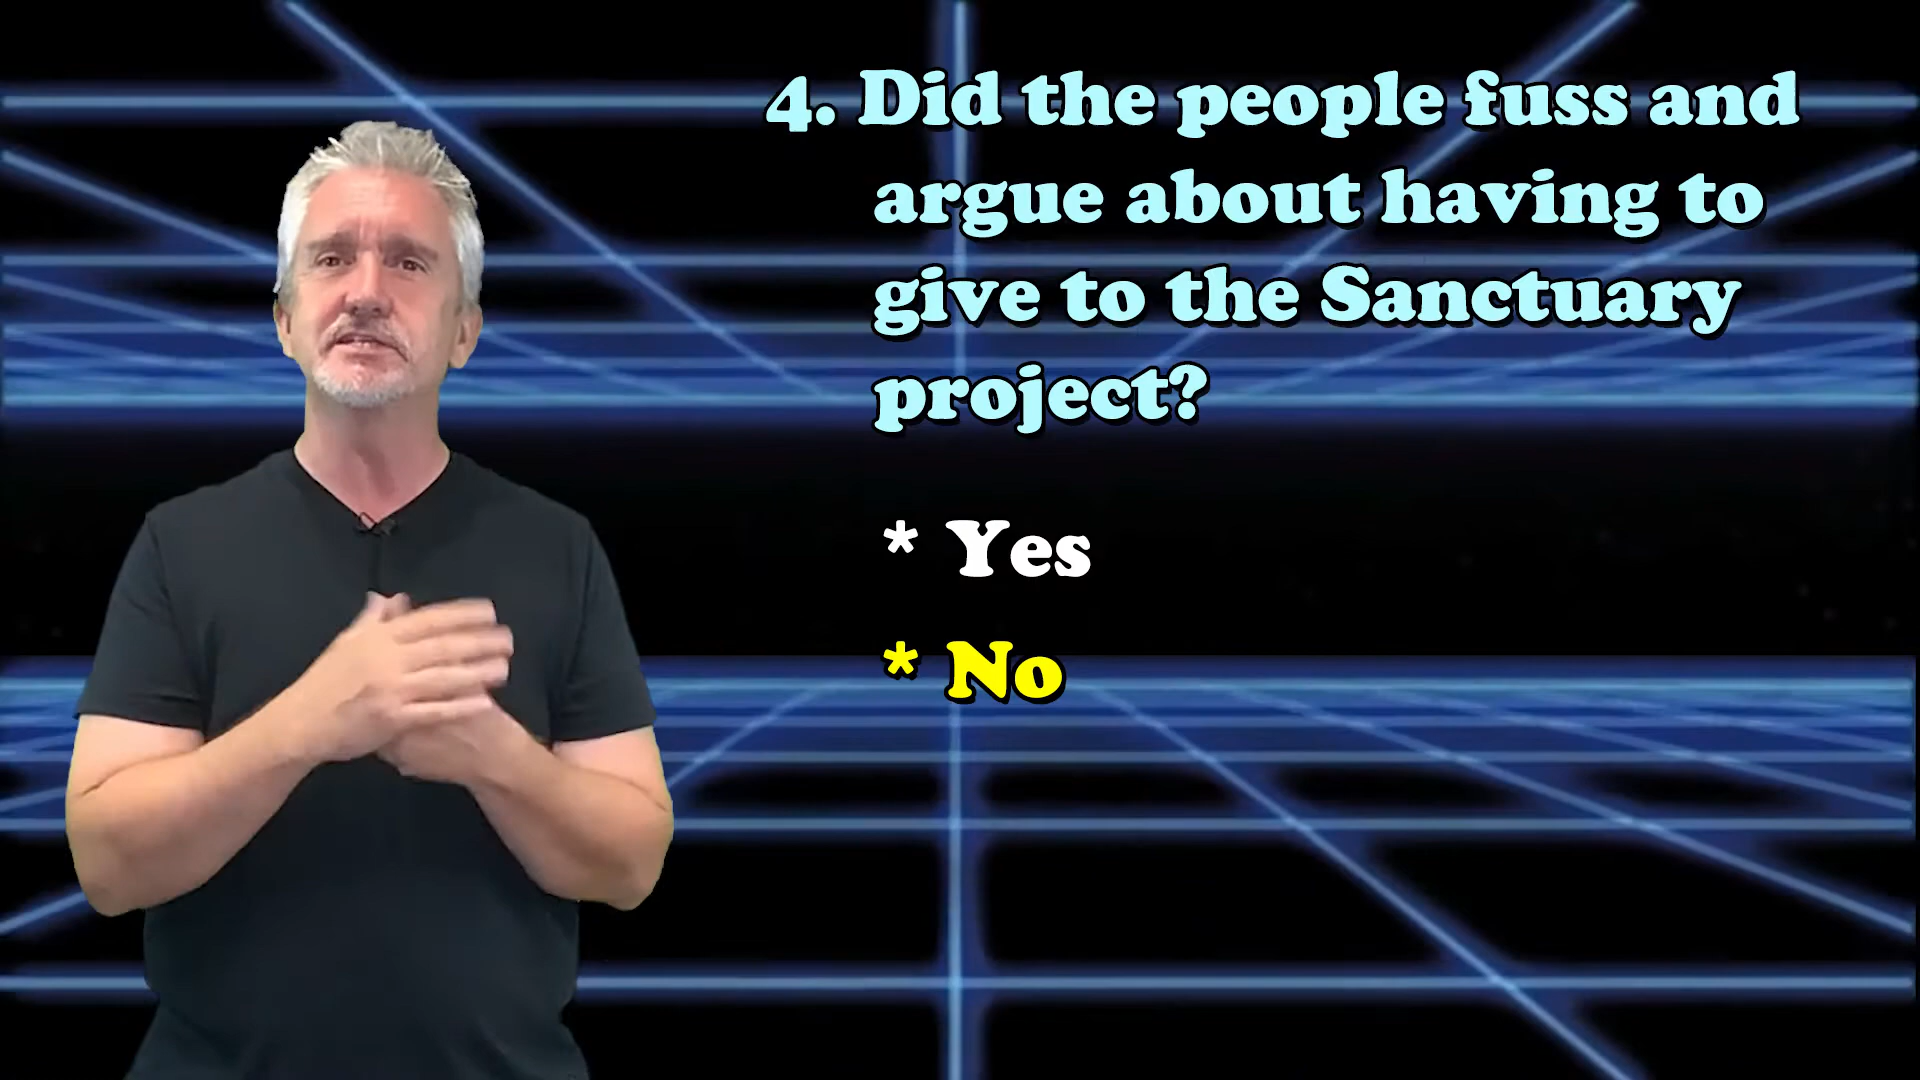 4. Did the people fuss and
argue about having to
give to the Sanctuary
project?
* Yes
* No